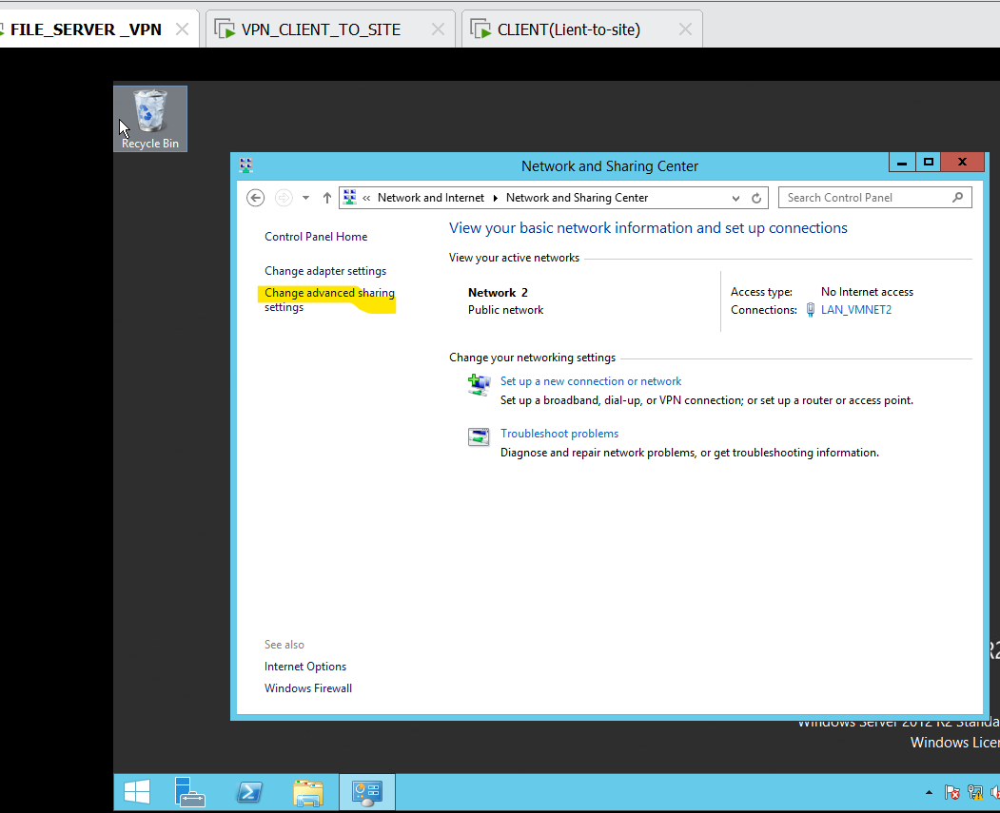 FILE_SERVER _VPN
VPN_CLIENT_TO_SITE
CLIENT(Lient-to-site)
Recycle Bin
Network and Sharing Center
« Network and Internet Network and Sharing Center
Search Control Panel
Control Panel Home
Change adapter settings
Change advanced sharing
settings
View your basic network information and set up connections
View your active networks
Network 2
Public network
Access type: No Internet access
Connections: LAN_VMNET2
Change your networking settings
Set up a new connection or network
Set up a broadband, dial-up, or VPN connection; or set up a router or access point.
Troubleshoot problems
Diagnose and repair network problems, or get troubleshooting information.
See also
Internet Options
Windows Firewall
R2
Windows Server 2012 R2 Standa
Windows Licen